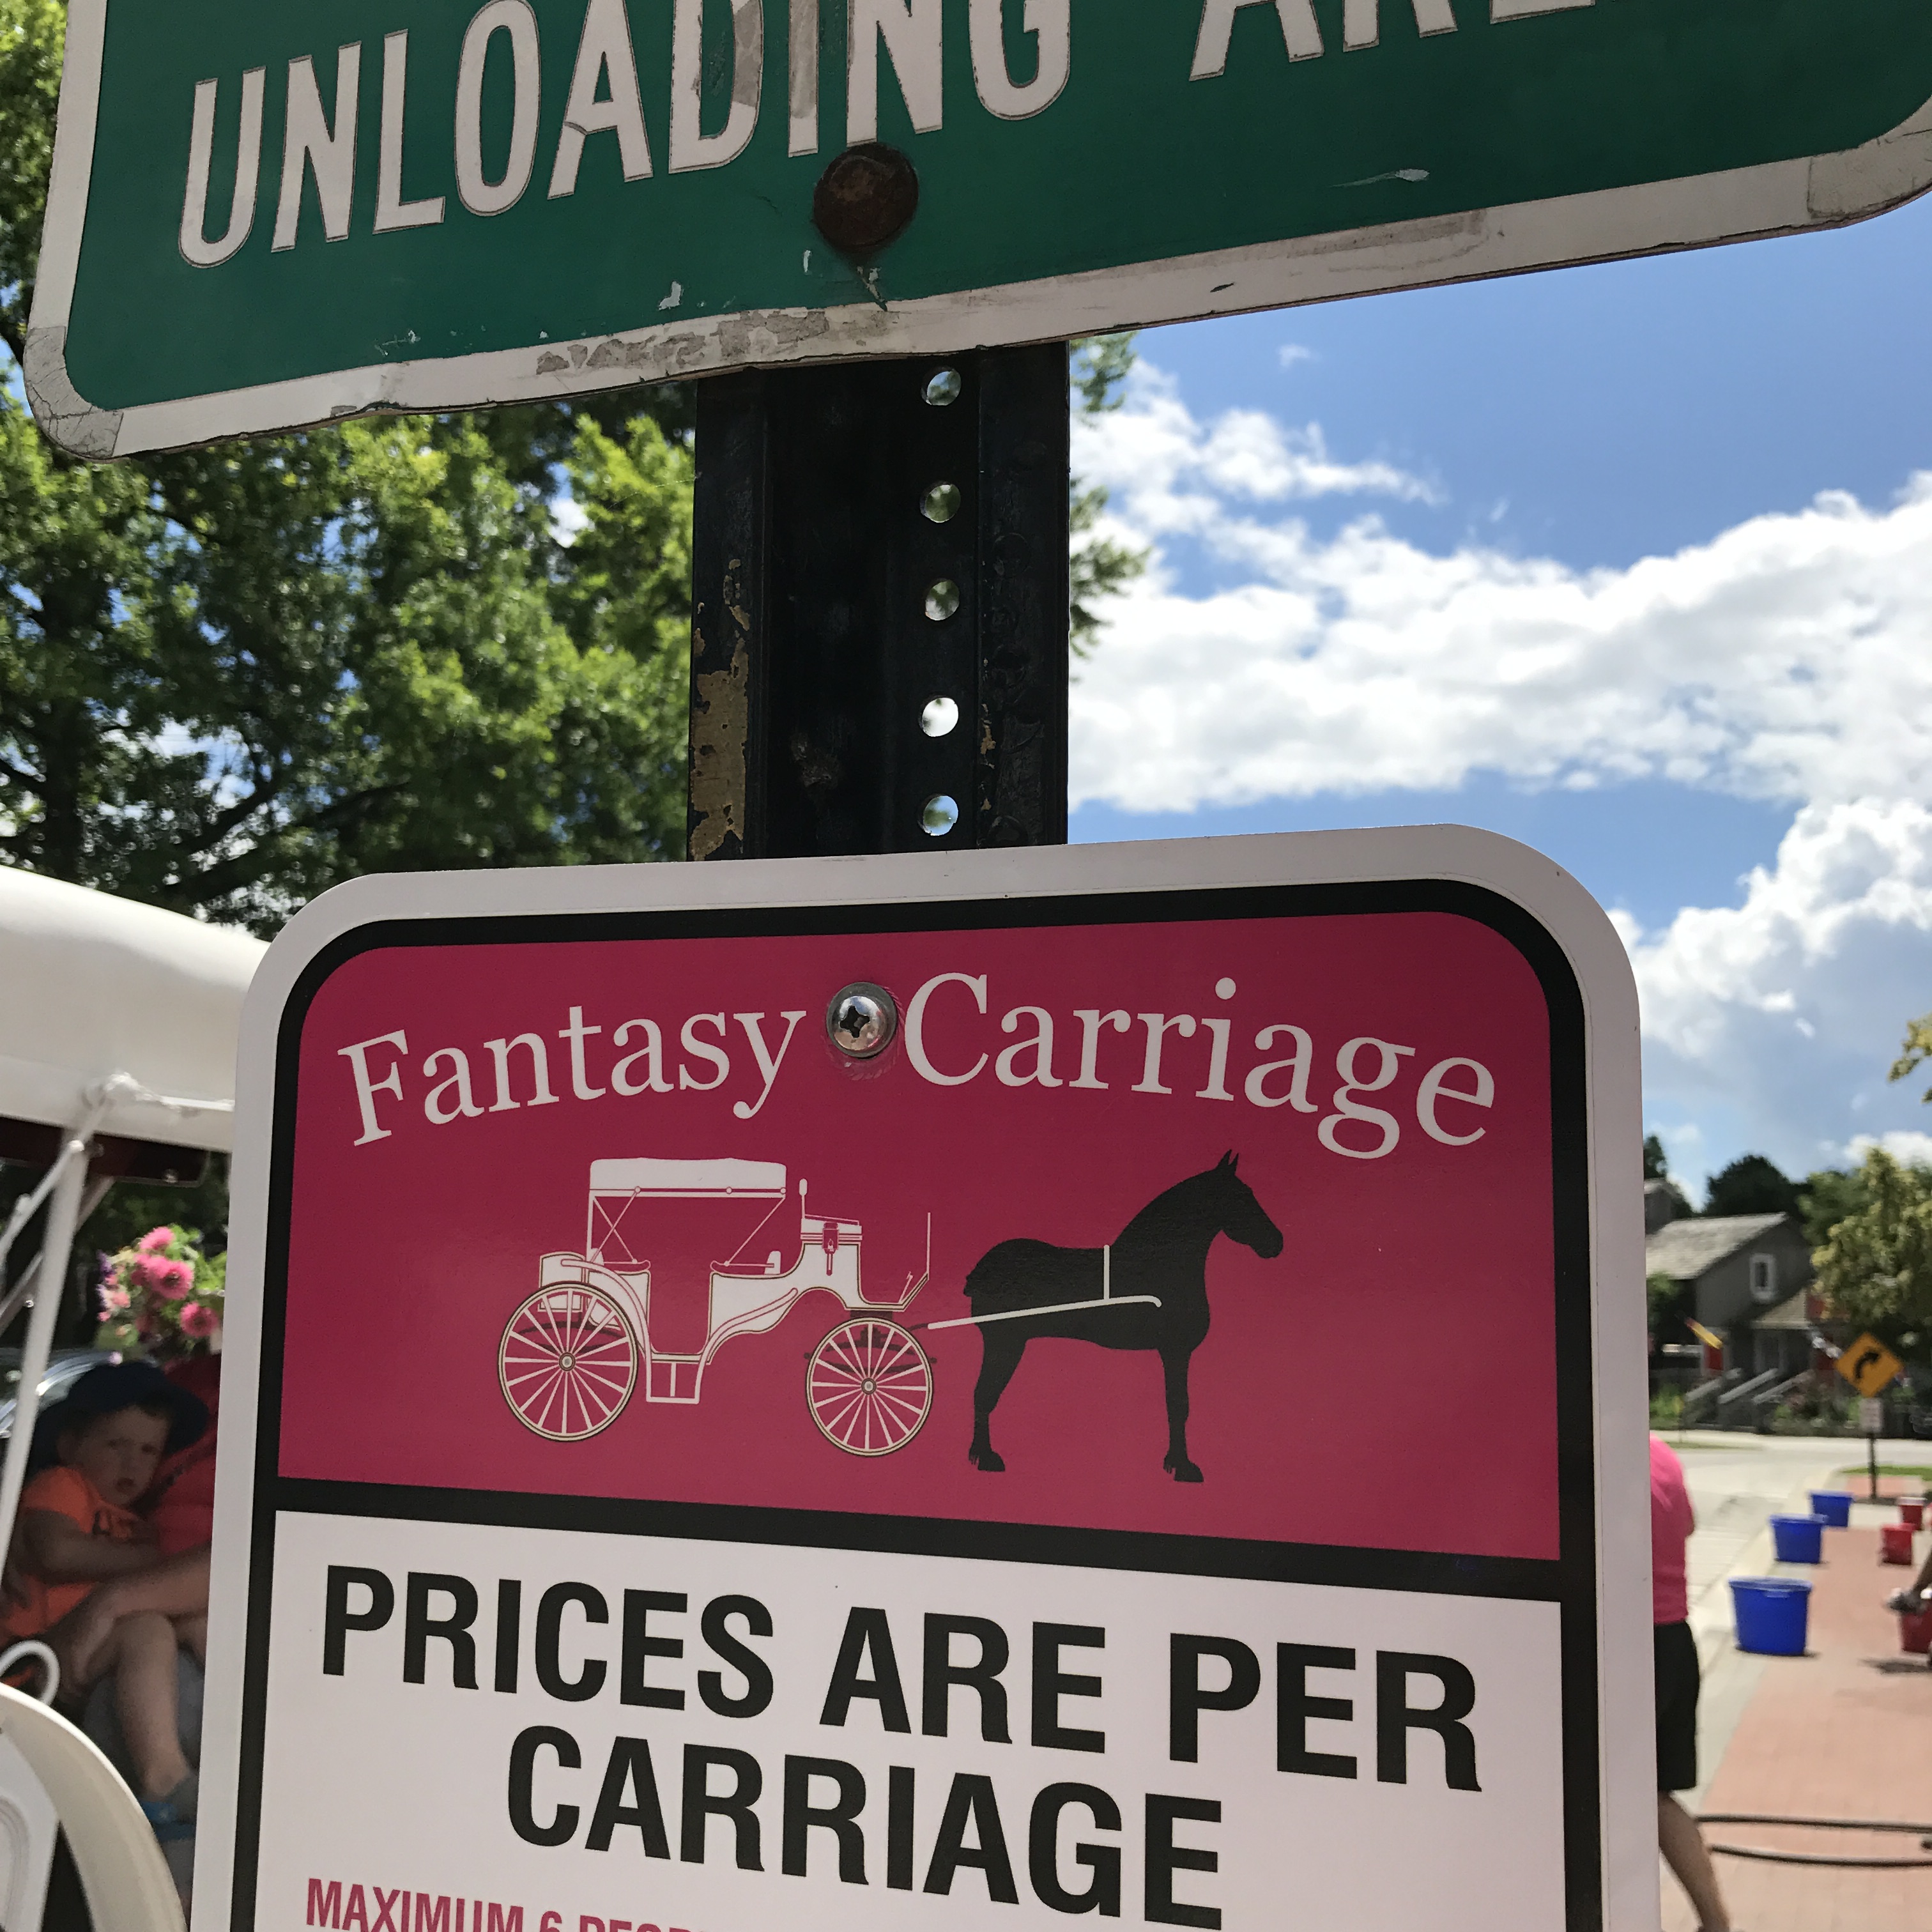 UNLOADING
Fantasy Carriage
PRICES ARE PER
CARRIAGE
MAXIMUM 6